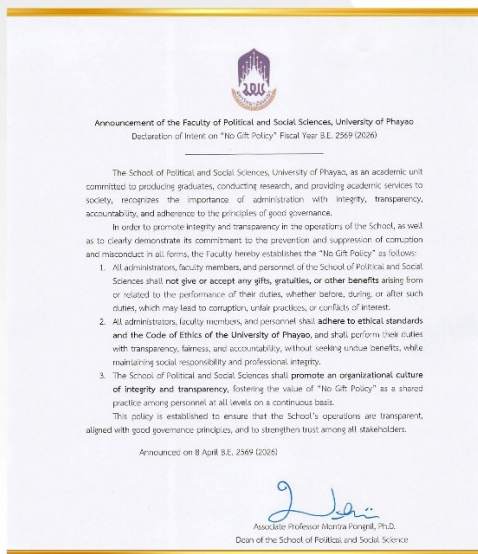 Announcement of the Faculty of Political and Social Sciences, University of Phayao
Declaration of Intent on "No Gift Policy" Fiscal Year B.E. 2569 (2026)
The School of Political and Social Sciences, University of Phayao, as an academic unit
committed to producing graduates, conducting research, and providing academic services to
society, recognizes the importance of administration with integrity, transparency,
accountability, and adherence to the principles of good governance.
In order to promote integrity and transparency in the operations of the School, as well
as to clearly demonstrate its commitment to the prevention and suppression of corruption
and misconduct in all forms, the Faculty hereby establishes the "No Gift Policy" as follows:
1. All administrators, faculty members, and personnel of the School of Political and Social
Sciences shall not give or accept any gifts, gratuities, or other benefits arising from
or related to the performance of their duties, whether before, during, or after such
duties, which may lead to corruption, unfair practices, or conflicts of interest.
2. All administrators, faculty members, and personnel shall adhere to ethical standards
and the Code of Ethics of the University of Phayao, and shall perform their duties
with transparency, fairness, and accountability, without seeking undue benefits, while
maintaining social responsibility and professional integrity.
3. The School of Political and Social Sciences shall promote an organizational culture
of integrity and transparency, fostering the value of "No Gift Policy" as a shared
practice among personnel at all levels on a continuous basis.
This policy is established to ensure that the School's operations are transparent,
aligned with good governance principles, and to strengthen trust among all stakeholders.
Announced on 8 April B.E. 2569 (2026)
Associate Professor Montra Pongnil, Ph.D.
Dean of the School of Political and Social Science